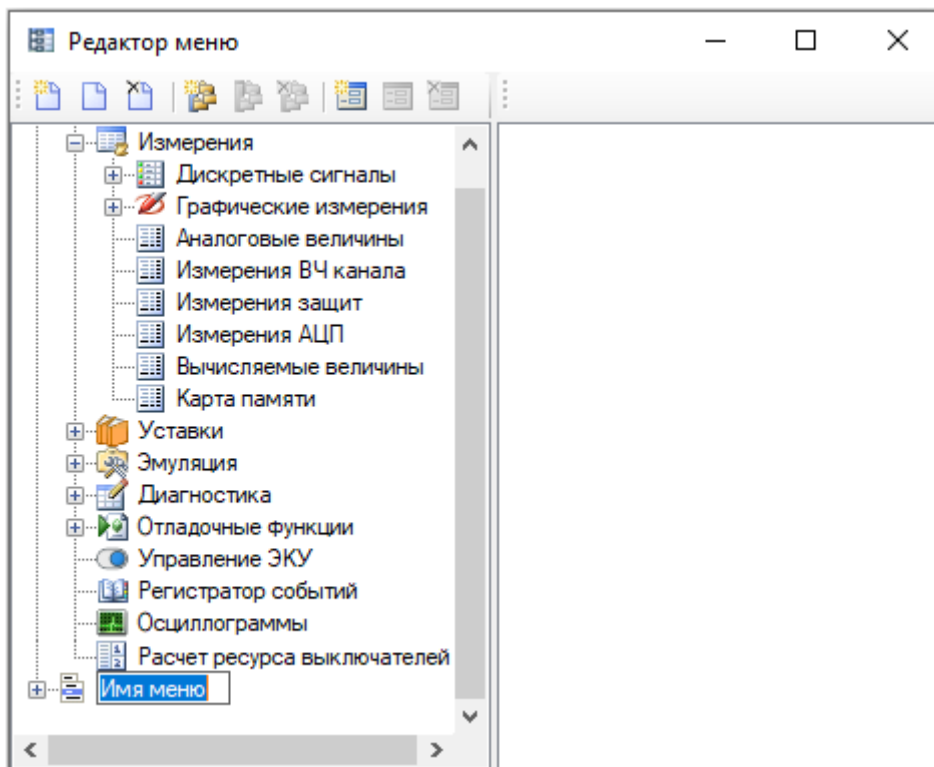 Редактор меню
Измерения
Дискретные сигналы
Графические измерения
Аналоговые величины
Измерения ВЧ канала
Измерения защит
Измерения АЦП
Вычисляемые величины
Карта памяти
Уставки
Эмуляция
Диагностика
Отладочные функции
Управление ЭКУ
Регистратор событий
Осциллограммы
Расчет ресурса выключателей
Имя меню